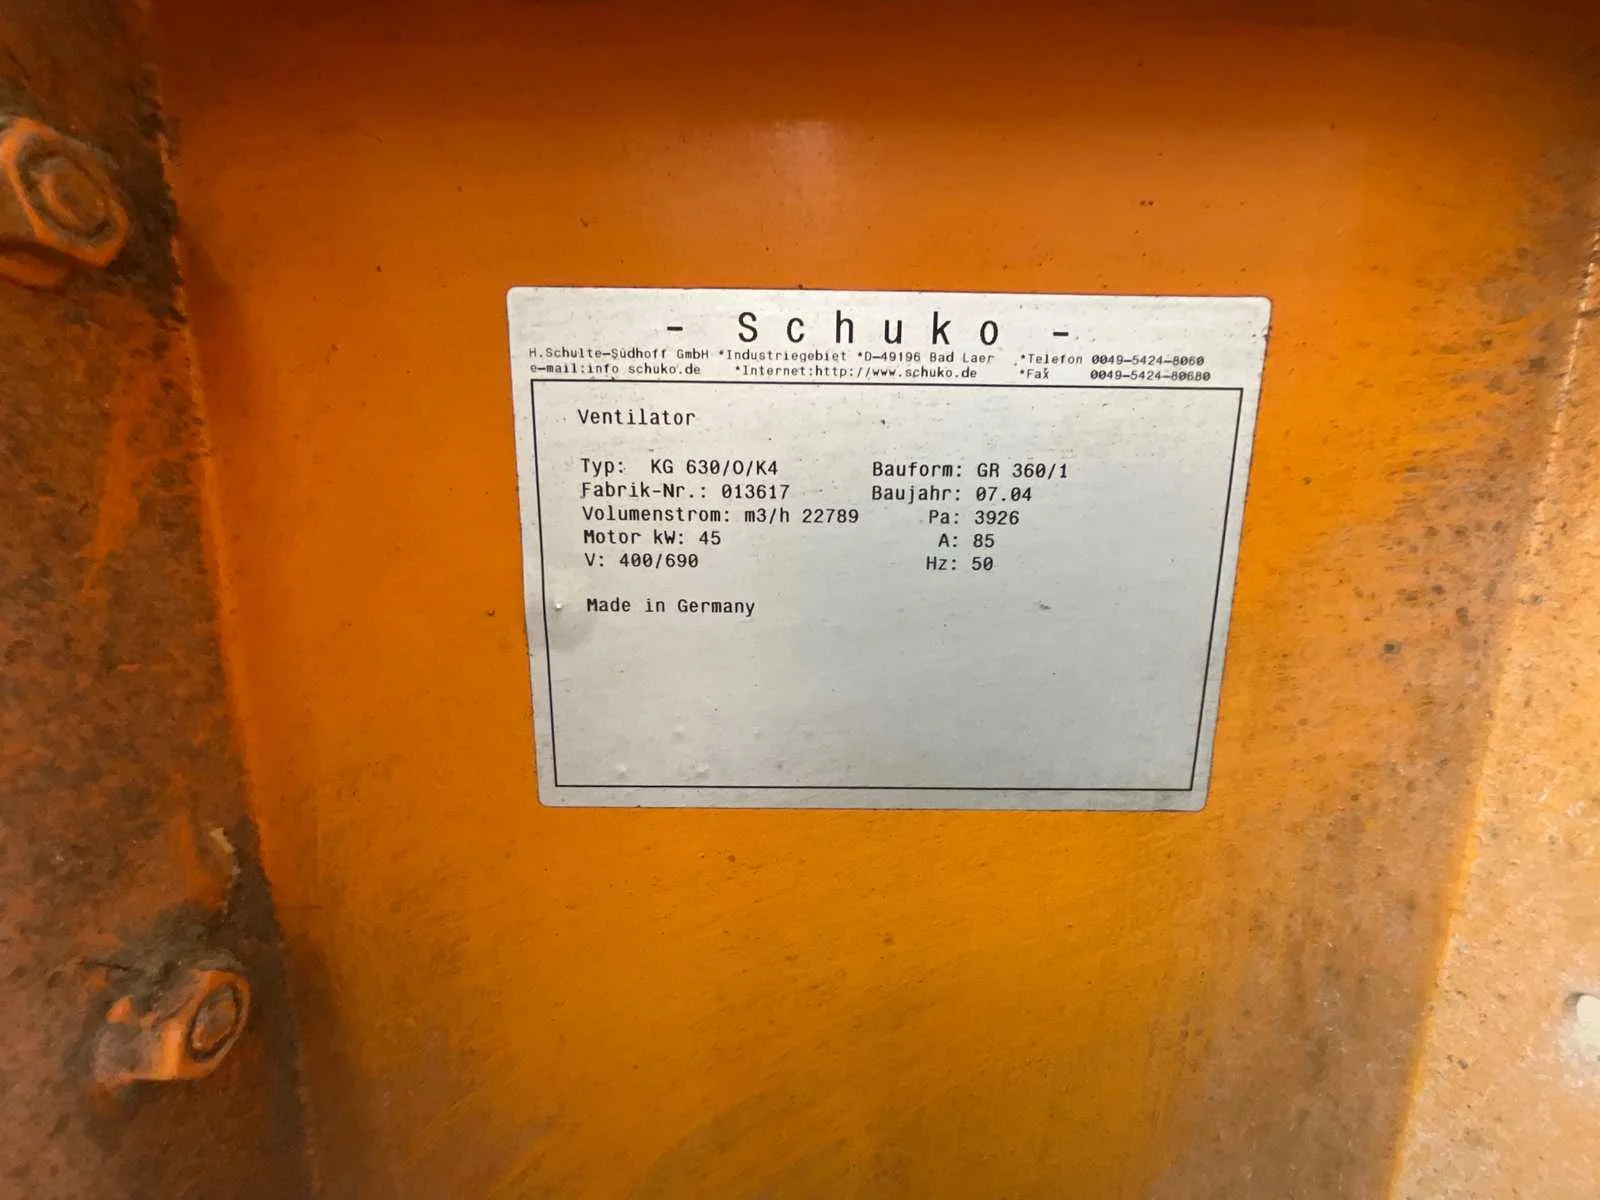 - Schuko -
H.Schulte-Südhoff GmbH *Industriegebiet *D-49196 Bad Laer *Telefon 0049-5424-8060
e-mail:info schuko.de *Internet:http://www.schuko.de *Fax 0049-5424-80680
Ventilator
Typ: KG 630/O/K4 Bauform: GR 360/1
Fabrik-Nr.: 013617 Baujahr: 07.04
Volumenstrom: m3/h 22789 Pa: 3926
Motor kW: 45 A: 85
V: 400/690 Hz: 50
Made in Germany